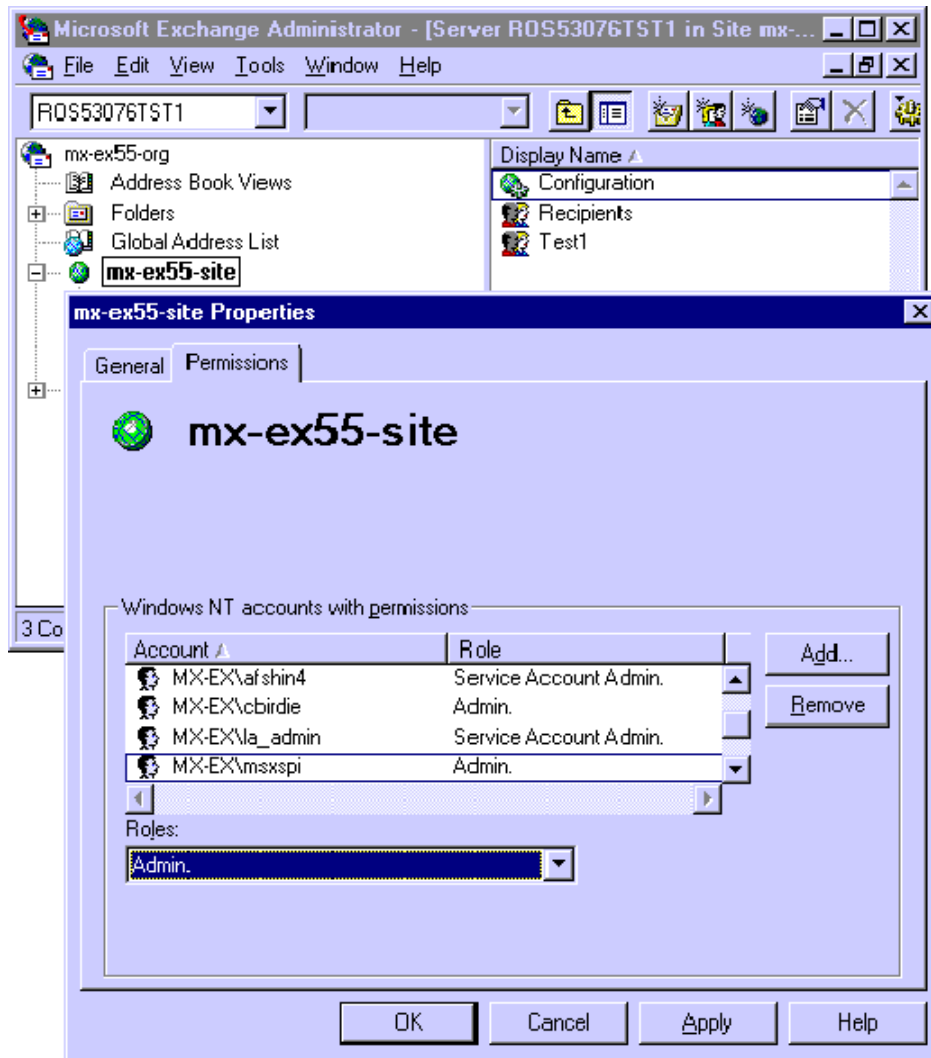 Microsoft Exchange Administrator - [Server ROS53076TST1 in Site mx-...
File Edit View Tools Window Help
ROS53076TST1
mx-ex55-org
Address Book Views
Folders
Global Address List
mx-ex55-site
Display Name
Configuration
Recipients
Test1
3 Co
mx-ex55-site Properties
General Permissions
mx-ex55-site
Windows NT accounts with permissions
Account Role
MX-EX\afshin4 Service Account Admin.
MX-EX\cbirdie Admin.
MX-EX\la_admin Service Account Admin.
MX-EX\msxspi Admin.
Add...
Remove
Roles:
Admin.
OK Cancel Apply Help